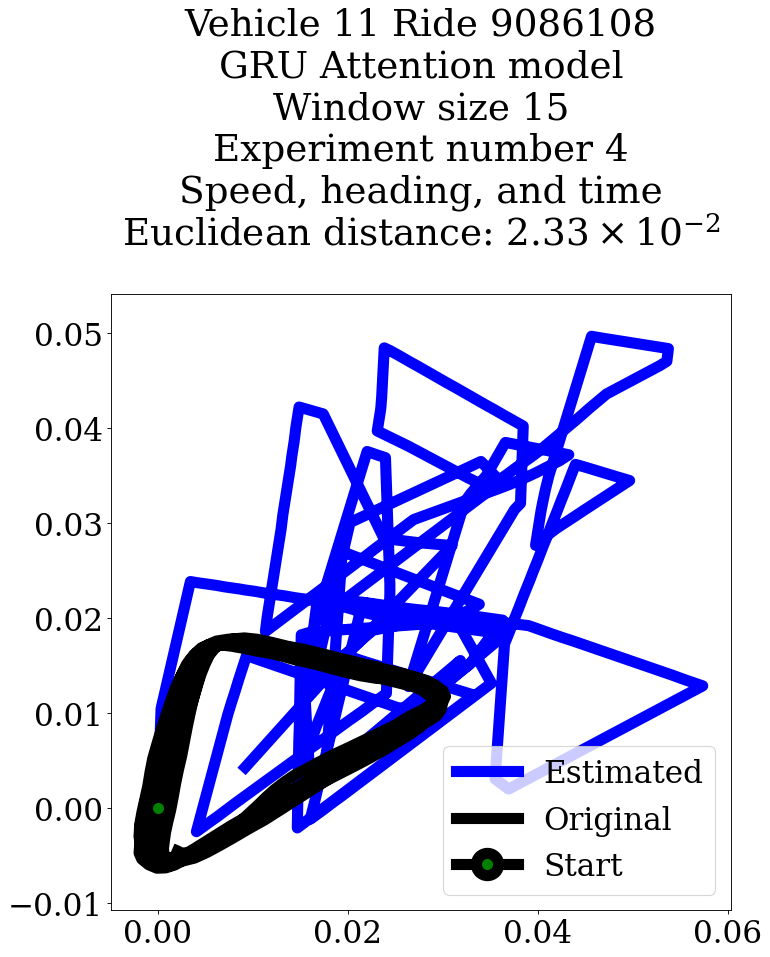 Vehicle 11 Ride 9086108
GRU Attention model
Window size 15
Experiment number 4
Speed, heading, and time
Euclidean distance: 2.33 × 10⁻²
0.05
0.04
0.03
0.02
0.01
0.00
−0.01
Estimated
Original
Start
0.00 0.02 0.04 0.06